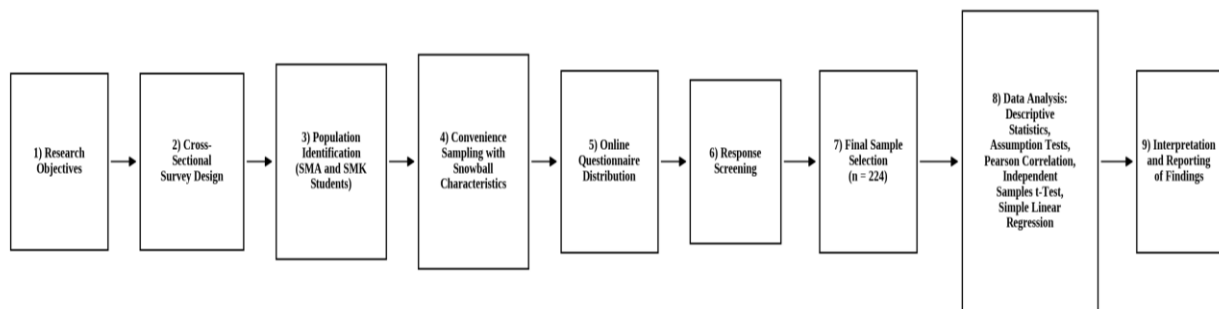 1) Research
Objectives
2) Cross-
Sectional
Survey Design
3) Population
Identification
(SMA and SMK
Students)
4) Convenience
Sampling with
Snowball
Characteristics
5) Online
Questionnaire
Distribution
6) Response
Screening
7) Final Sample
Selection
(n = 224)
8) Data Analysis:
Descriptive
Statistics,
Assumption Tests,
Pearson Correlation,
Independent
Samples t-Test,
Simple Linear
Regression
9) Interpretation
and Reporting
of Findings